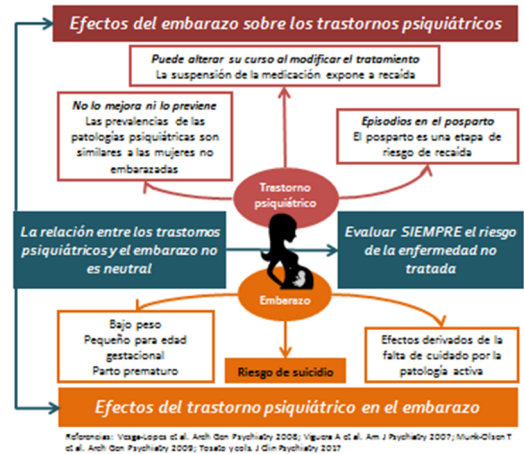 Efectos del embarazo sobre los trastornos psiquiátricos
Puede alterar su curso al modificar el tratamiento
La suspensión de la medicación expone a recaída
No lo mejora ni lo previene
Las prevalencias de las
patologías psiquiátricas son
similares a las mujeres no
embarazadas
Episodios en el posparto
El posparto es una etapa de
riesgo de recaída
Trastorno
psiquiátrico
La relación entre los trastornos
psiquiátricos y el embarazo no
es neutral
Evaluar SIEMPRE el riesgo
de la enfermedad no
tratada
Embarazo
Bajo peso
Pequeño para edad
gestacional
Parto prematuro
Riesgo de suicidio
Efectos derivados de la
falta de cuidado por la
patología activa
Efectos del trastorno psiquiátrico en el embarazo
Referencias: Vesga-Lopes et al. Arch Gen Psychiatry 2008; Viguera A et al. Am J Psychiatry 2007; Munk-Olsen T
et al. Arch Gen Psychiatry 2009; Tosato y cols. J Clin Psychiatry 2017